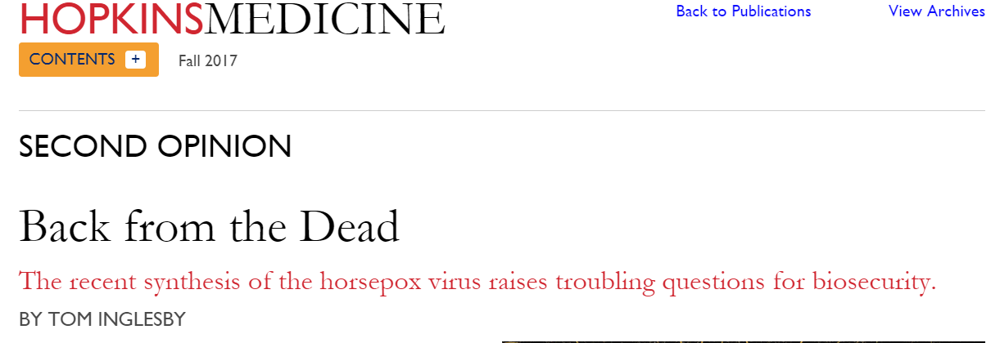 HOPKINSMEDICINE
Back to Publications
View Archives
CONTENTS +
Fall 2017
SECOND OPINION
Back from the Dead
The recent synthesis of the horsepox virus raises troubling questions for biosecurity.
BY TOM INGLESBY